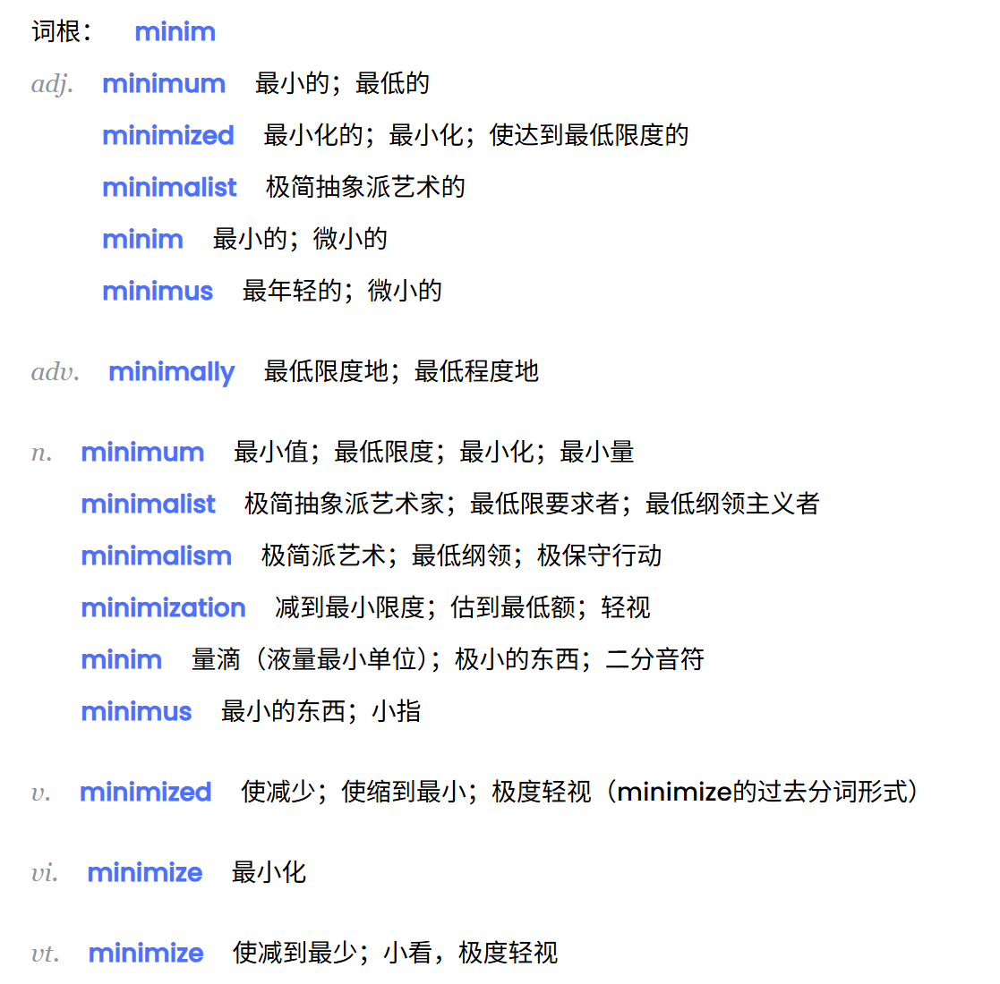 词根： minim
adj. minimum 最小的；最低的
minimized 最小化的；最小化；使达到最低限度的
minimalist 极简抽象派艺术的
minim 最小的；微小的
minimus 最年轻的；微小的
adv. minimally 最低限度地；最低程度地
n. minimum 最小值；最低限度；最小化；最小量
minimalist 极简抽象派艺术家；最低限要求者；最低纲领主义者
minimalism 极简派艺术；最低纲领；极保守行动
minimization 减到最小限度；估到最低额；轻视
minim 量滴（液量最小单位）；极小的东西；二分音符
minimus 最小的东西；小指
v. minimized 使减少；使缩到最小；极度轻视（minimize的过去分词形式）
vi. minimize 最小化
vt. minimize 使减到最少；小看，极度轻视